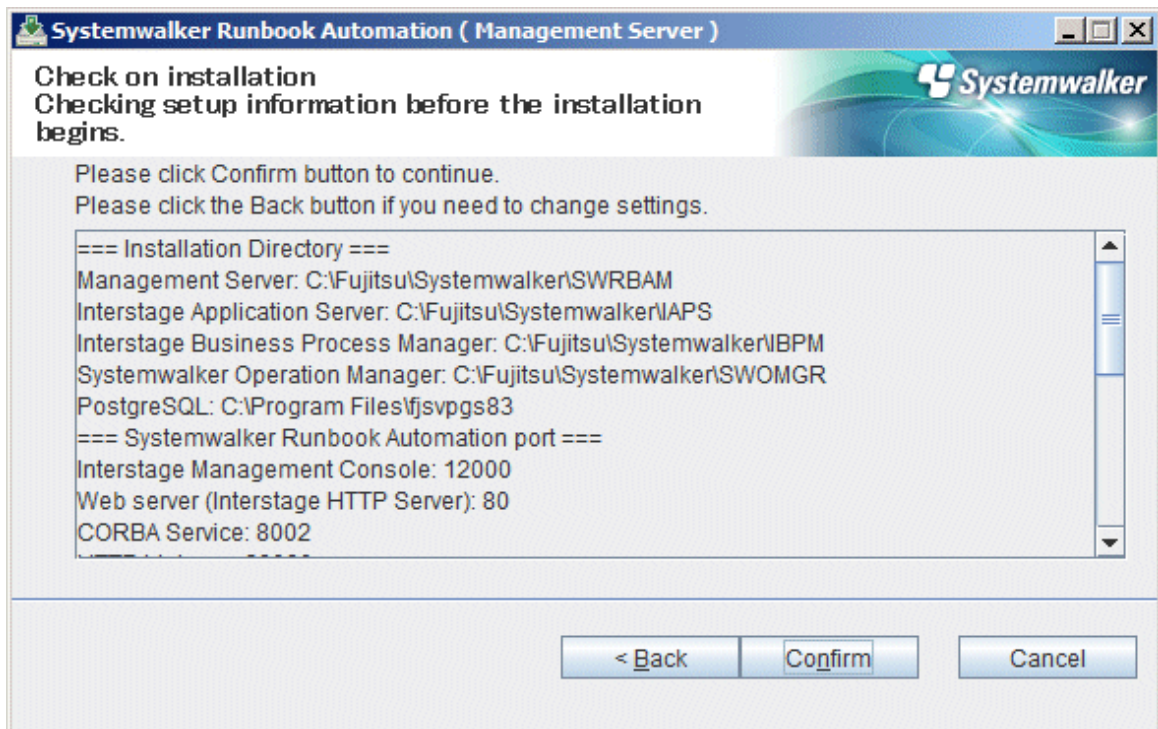 Systemwalker Runbook Automation ( Management Server )
Check on installation
Checking setup information before the installation
begins.
Systemwalker
Please click Confirm button to continue.
Please click the Back button if you need to change settings.
=== Installation Directory ===
Management Server: C:\Fujitsu\Systemwalker\SWRBAM
Interstage Application Server: C:\Fujitsu\Systemwalker\IAPS
Interstage Business Process Manager: C:\Fujitsu\Systemwalker\IBPM
Systemwalker Operation Manager: C:\Fujitsu\Systemwalker\SWOMGR
PostgreSQL: C:\Program Files\fjsvpgs83
=== Systemwalker Runbook Automation port ===
Interstage Management Console: 12000
Web server (Interstage HTTP Server): 80
CORBA Service: 8002
< Back
Confirm
Cancel